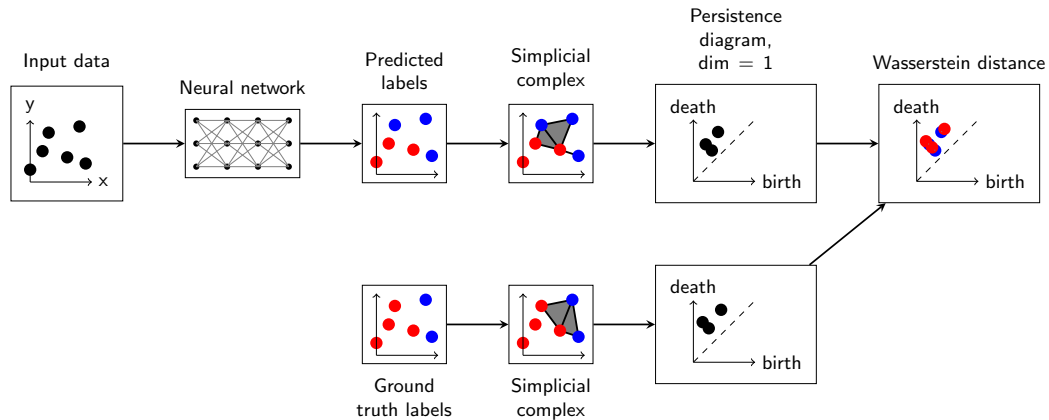 Input data
y
x
Neural network
Predicted
labels
Simplicial
complex
Persistence
diagram,
dim = 1
death
birth
Wasserstein distance
death
birth
Ground
truth labels
Simplicial
complex
death
birth